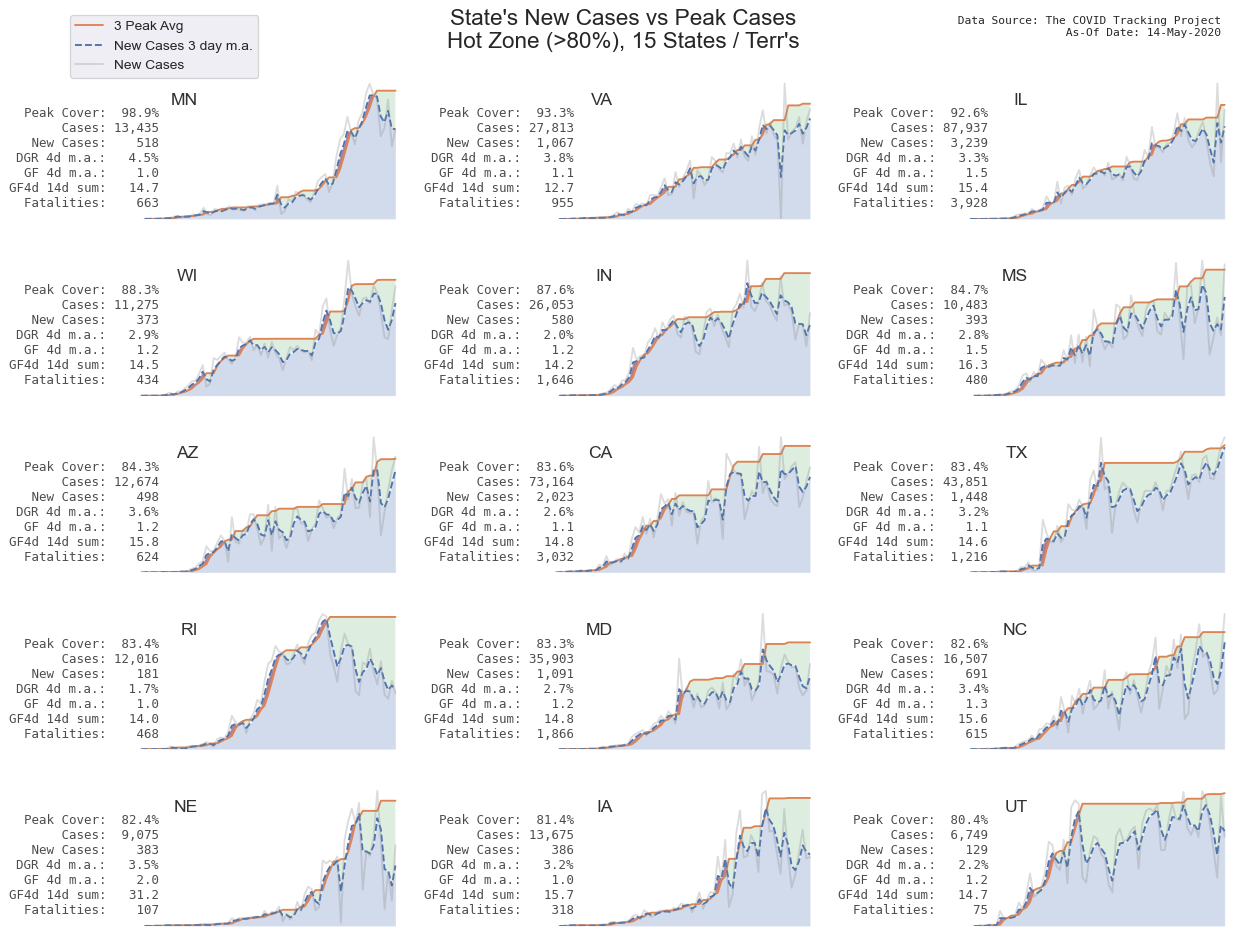 State's New Cases vs Peak Cases
Hot Zone (>80%), 15 States / Terr's
3 Peak Avg
New Cases 3 day m.a.
New Cases
Data Source: The COVID Tracking Project
As-Of Date: 14-May-2020
MN
Peak Cover: 98.9%
Cases: 13,435
New Cases: 518
DGR 4d m.a.: 4.5%
GF 4d m.a.: 1.0
GF4d 14d sum: 14.7
Fatalities: 663
VA
Peak Cover: 93.3%
Cases: 27,813
New Cases: 1,067
DGR 4d m.a.: 3.8%
GF 4d m.a.: 1.1
GF4d 14d sum: 12.7
Fatalities: 955
IL
Peak Cover: 92.6%
Cases: 87,937
New Cases: 3,239
DGR 4d m.a.: 3.3%
GF 4d m.a.: 1.5
GF4d 14d sum: 15.4
Fatalities: 3,928
WI
Peak Cover: 88.3%
Cases: 11,275
New Cases: 373
DGR 4d m.a.: 2.9%
GF 4d m.a.: 1.2
GF4d 14d sum: 14.5
Fatalities: 434
IN
Peak Cover: 87.6%
Cases: 26,053
New Cases: 580
DGR 4d m.a.: 2.0%
GF 4d m.a.: 1.2
GF4d 14d sum: 14.2
Fatalities: 1,646
MS
Peak Cover: 84.7%
Cases: 10,483
New Cases: 393
DGR 4d m.a.: 2.8%
GF 4d m.a.: 1.5
GF4d 14d sum: 16.3
Fatalities: 480
AZ
Peak Cover: 84.3%
Cases: 12,674
New Cases: 498
DGR 4d m.a.: 3.6%
GF 4d m.a.: 1.2
GF4d 14d sum: 15.8
Fatalities: 624
CA
Peak Cover: 83.6%
Cases: 73,164
New Cases: 2,023
DGR 4d m.a.: 2.6%
GF 4d m.a.: 1.1
GF4d 14d sum: 14.8
Fatalities: 3,032
TX
Peak Cover: 83.4%
Cases: 43,851
New Cases: 1,448
DGR 4d m.a.: 3.2%
GF 4d m.a.: 1.1
GF4d 14d sum: 14.6
Fatalities: 1,216
RI
Peak Cover: 83.4%
Cases: 12,016
New Cases: 181
DGR 4d m.a.: 1.7%
GF 4d m.a.: 1.0
GF4d 14d sum: 14.0
Fatalities: 468
MD
Peak Cover: 83.3%
Cases: 35,903
New Cases: 1,091
DGR 4d m.a.: 2.7%
GF 4d m.a.: 1.2
GF4d 14d sum: 14.8
Fatalities: 1,866
NC
Peak Cover: 82.6%
Cases: 16,507
New Cases: 691
DGR 4d m.a.: 3.4%
GF 4d m.a.: 1.3
GF4d 14d sum: 15.6
Fatalities: 615
NE
Peak Cover: 82.4%
Cases: 9,075
New Cases: 383
DGR 4d m.a.: 3.5%
GF 4d m.a.: 2.0
GF4d 14d sum: 31.2
Fatalities: 107
IA
Peak Cover: 81.4%
Cases: 13,675
New Cases: 386
DGR 4d m.a.: 3.2%
GF 4d m.a.: 1.0
GF4d 14d sum: 15.7
Fatalities: 318
UT
Peak Cover: 80.4%
Cases: 6,749
New Cases: 129
DGR 4d m.a.: 2.2%
GF 4d m.a.: 1.2
GF4d 14d sum: 14.7
Fatalities: 75